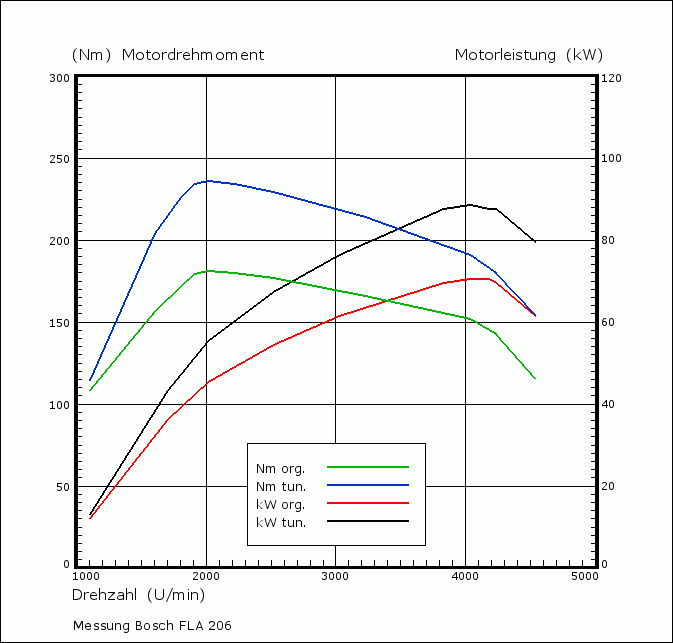 (Nm) Motordrehmoment Motorleistung (kW)
300 120
250 100
200 80
150 60
100 40
50 20
0 0
1000 2000 3000 4000 5000
Drehzahl (U/min)
Nm org.
Nm tun.
kW org.
kW tun.
Messung Bosch FLA 206